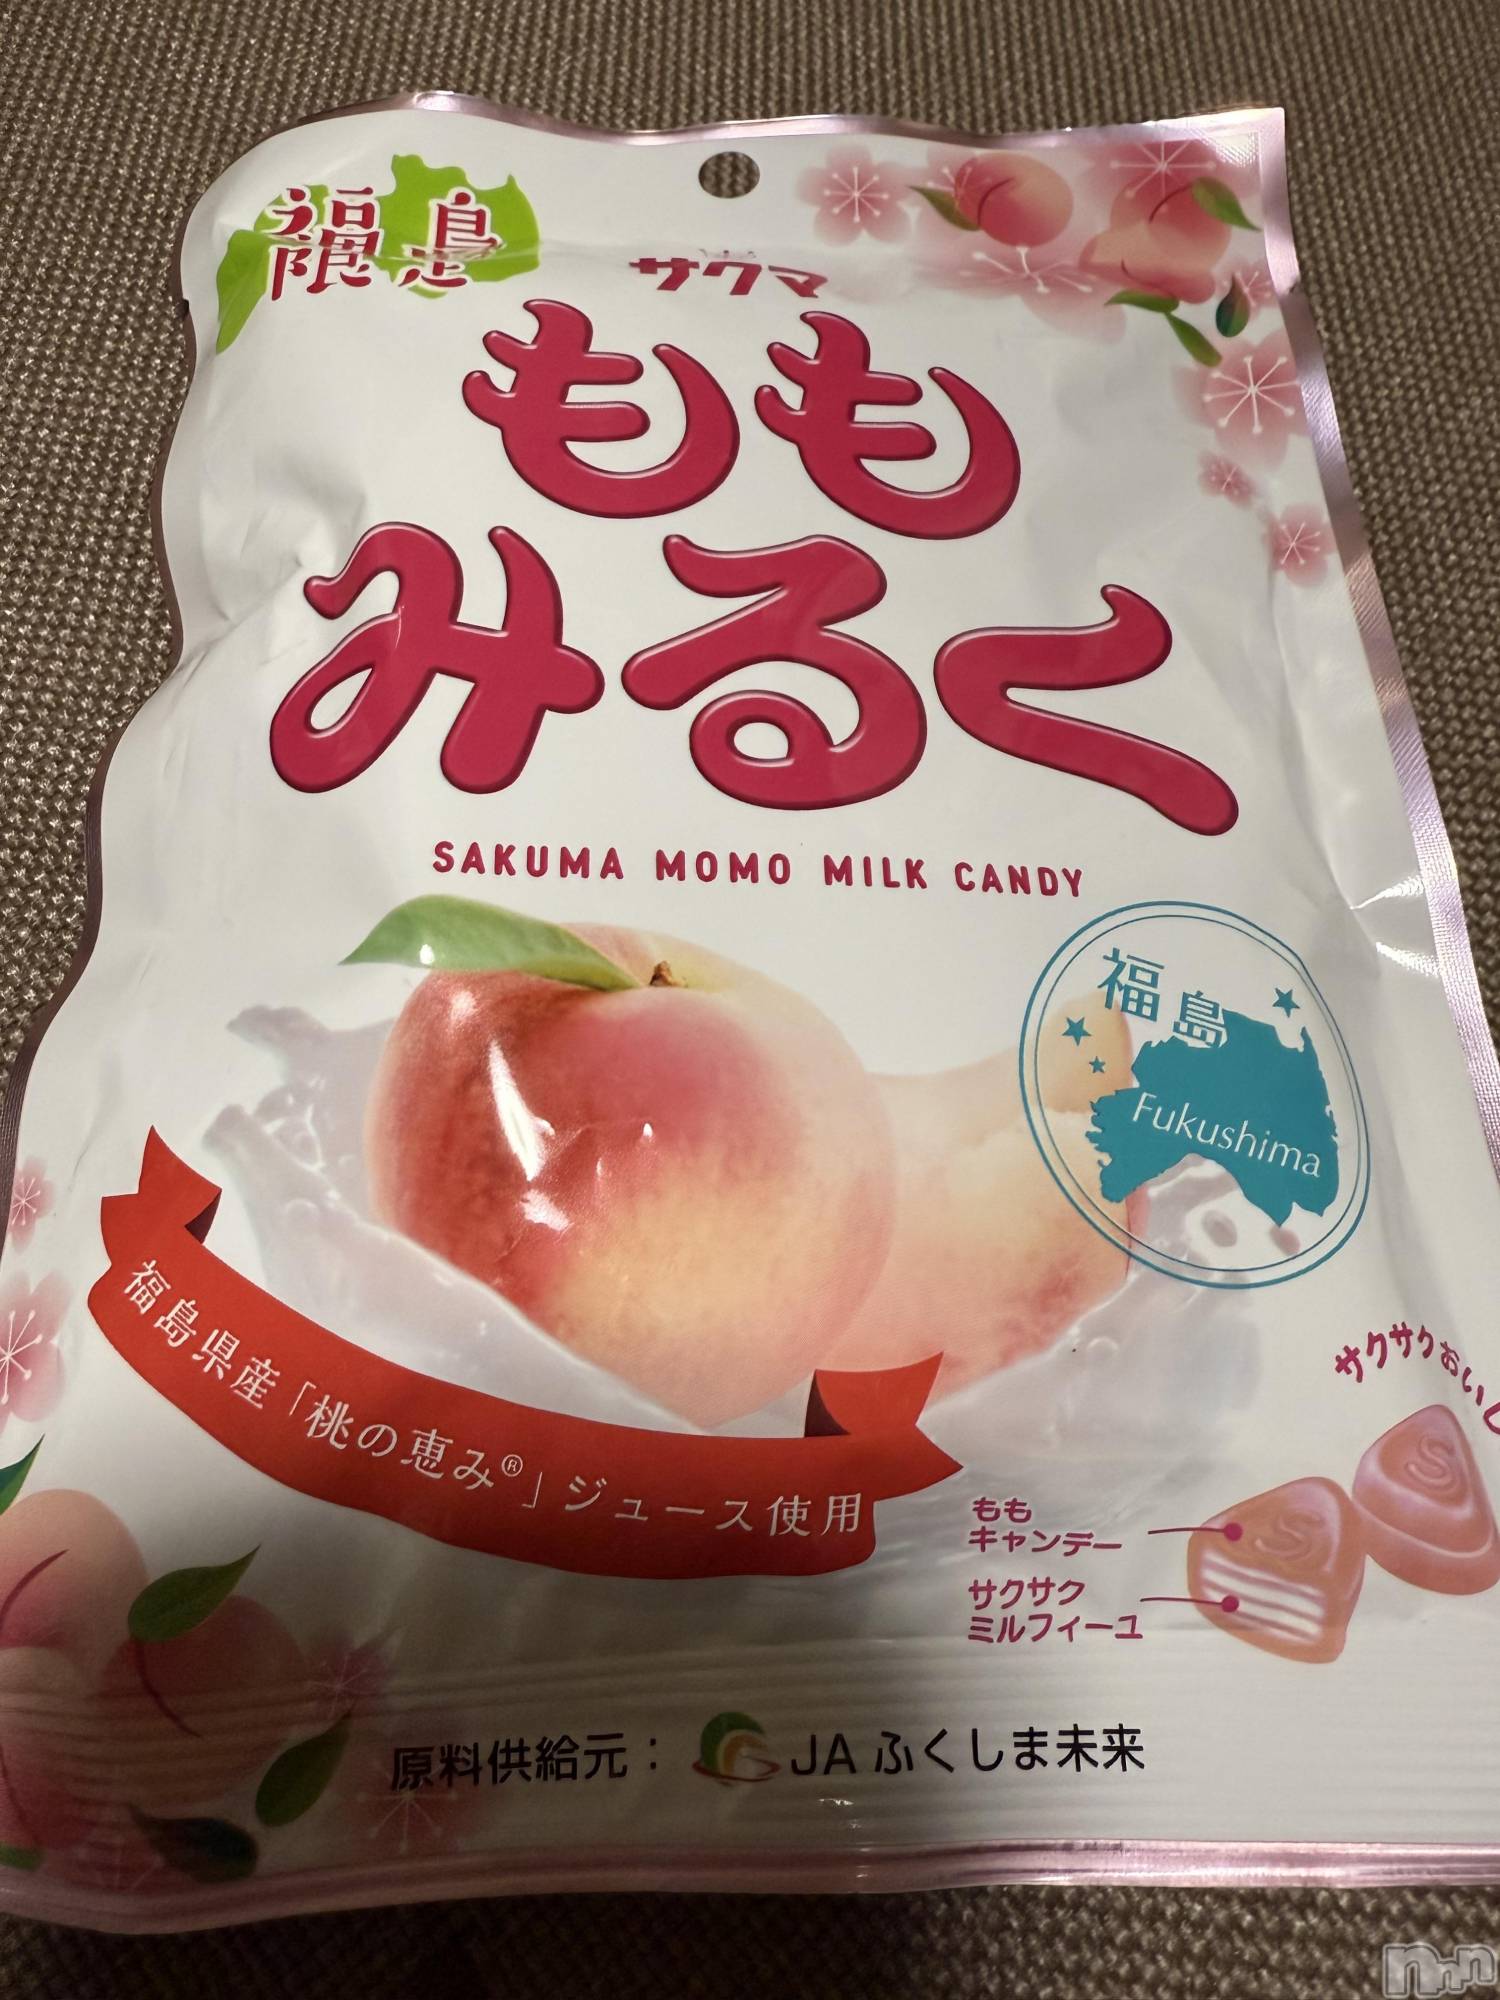 福島
限定
サクマ
もも
みるく
SAKUMA MOMO MILK CANDY
福島
Fukushima
福島県産「桃の恵み®」ジュース使用
サクサクおいし
もも
キャンデー
サクサク
ミルフィーユ
S
S
原料供給元：JAふくしま未来